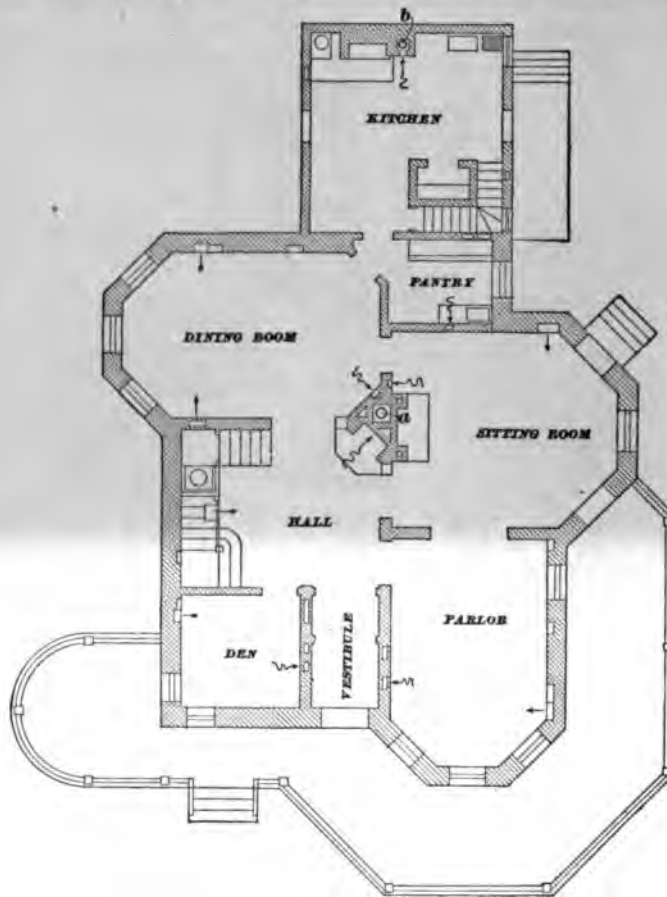 b
KITCHEN
PANTRY
DINING ROOM
a
SITTING ROOM
HALL
PARLOR
DEN
VESTIBULE